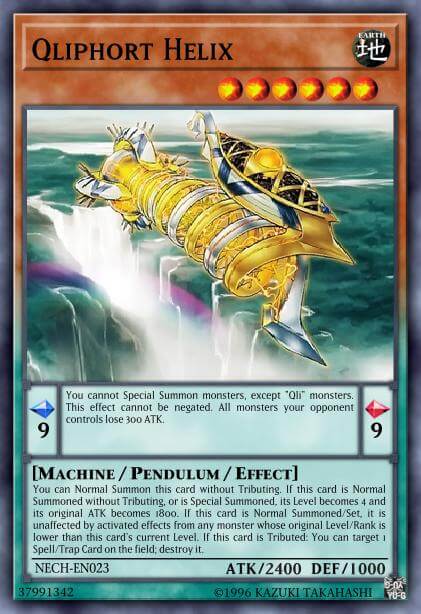 Qliphort Helix
EARTH
地
You cannot Special Summon monsters, except "Qli" monsters.
This effect cannot be negated. All monsters your opponent
controls lose 300 ATK.
9
9
[Machine / Pendulum / Effect]
You can Normal Summon this card without Tributing. If this card is Normal
Summoned without Tributing, or is Special Summoned, its Level becomes 4 and
its original ATK becomes 1800. If this card is Normal Summoned/Set, it is
unaffected by activated effects from any monster whose original Level/Rank is
lower than this card's current Level. If this card is Tributed: You can target 1
Spell/Trap Card on the field; destroy it.
NECH-EN023
ATK/2400 DEF/1000
37991342
©1996 KAZUKI TAKAHASHI